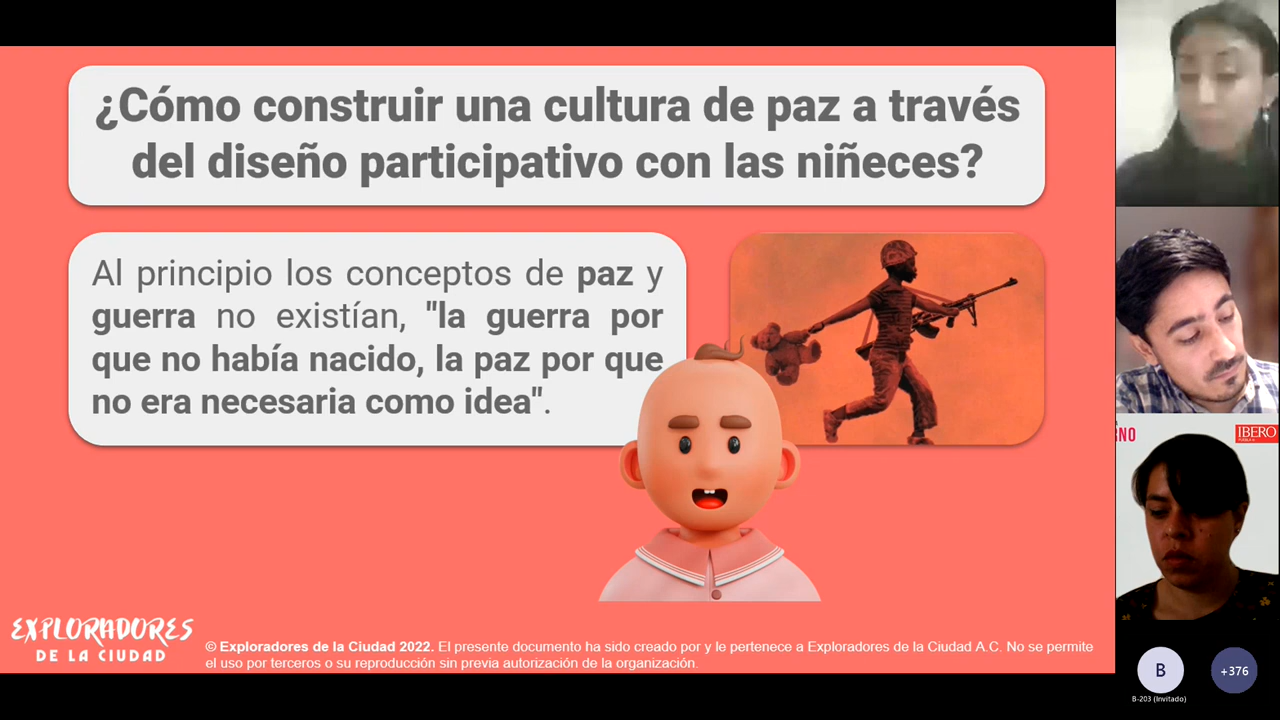 ¿Cómo construir una cultura de paz a través
del diseño participativo con las niñeces?
Al principio los conceptos de paz y
guerra no existían, "la guerra por
que no había nacido, la paz por que
no era necesaria como idea".
EXPLORADORES
DE LA CIUDAD
© Exploradores de la Ciudad 2022. El presente documento ha sido creado por y le pertenece a Exploradores de la Ciudad A.C. No se permite
el uso por terceros o su reproducción sin previa autorización de la organización.
RNO
IBERO
B
+376
B-203 (Invitado)